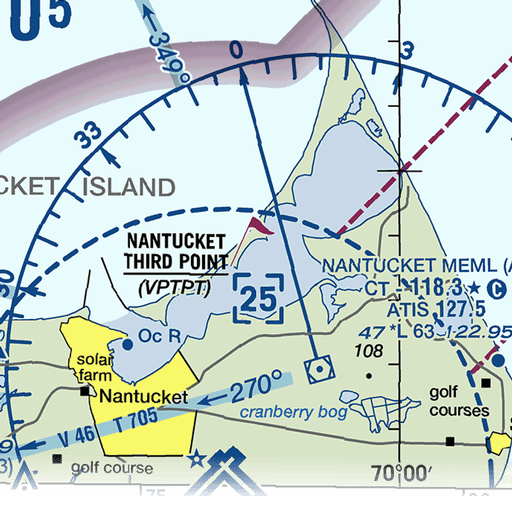 0⁵
349°
0
3
33
CKET ISLAND
NANTUCKET
THIRD POINT
(VPTPT)
NANTUCKET MEML (A
CT - 118.3 ★ C
ATIS 127.5
47 *L 63 122.95
25
30
Oc R
108
solar
farm
Nantucket
270°
cranberry bog
golf
courses
V 46 T 705
golf course
70°00'